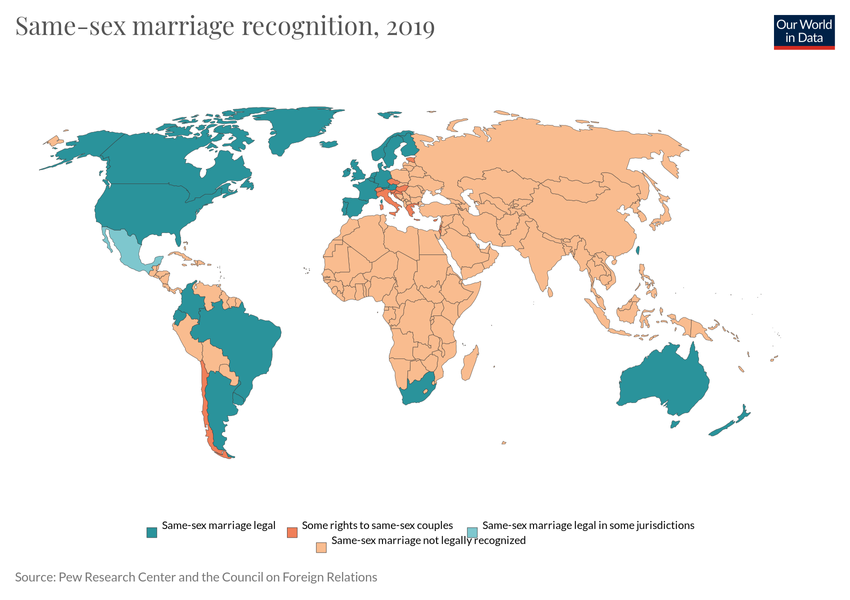 Same-sex marriage recognition, 2019
Our World
in Data
Same-sex marriage legal
Some rights to same-sex couples
Same-sex marriage legal in some jurisdictions
Same-sex marriage not legally recognized
Source: Pew Research Center and the Council on Foreign Relations